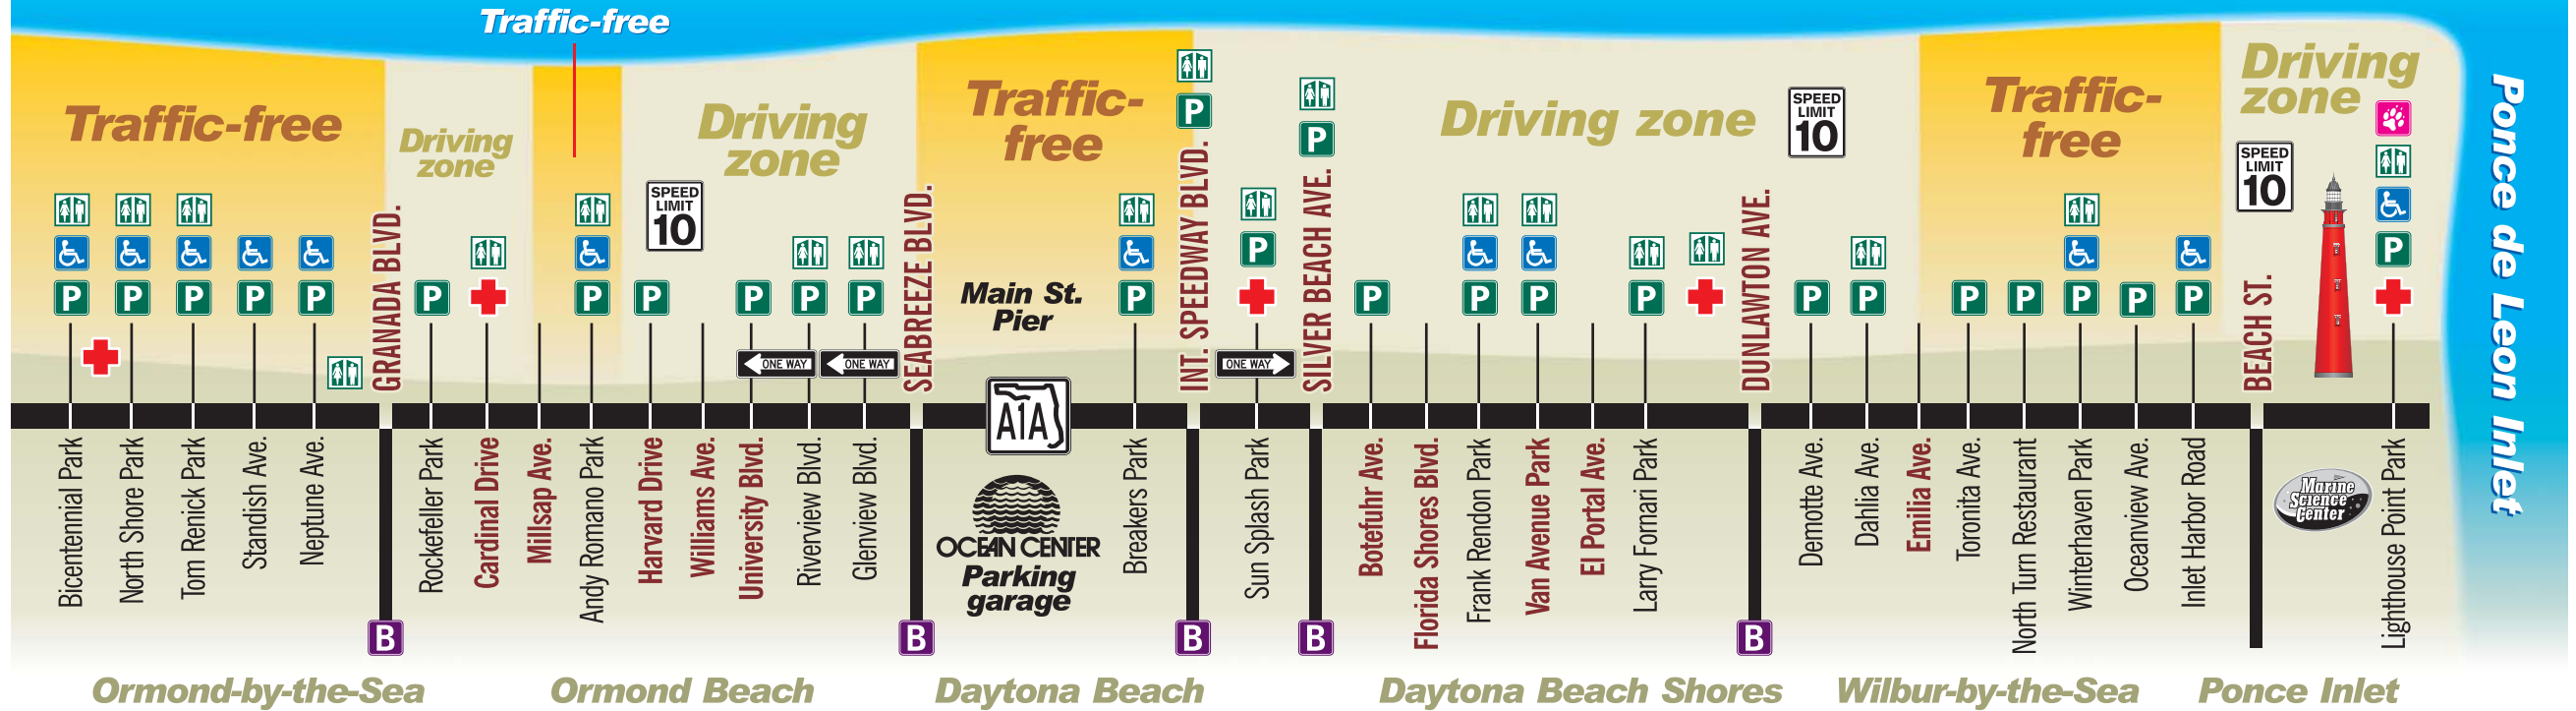 Traffic-free
Traffic-free
Driving
zone
Driving
zone
SPEED
LIMIT
10
Traffic-
free
Driving zone
SPEED
LIMIT
10
Traffic-
free
Driving
zone
SPEED
LIMIT
10
Ponce de Leon Inlet
P
P
P
P
P
GRANADA BLVD.
P
P
P
P
P
P
ONE WAY
ONE WAY
SEABREEZE BLVD.
Main St.
Pier
P
P
INT. SPEEDWAY BLVD.
P
ONE WAY
P
SILVER BEACH AVE.
P
P
P
P
DUNLAWTON AVE.
P
P
P
P
P
P
P
BEACH ST.
P
A1A
Bicentennial Park
North Shore Park
Tom Renick Park
Standish Ave.
Neptune Ave.
Rockefeller Park
Cardinal Drive
Millsap Ave.
Andy Romano Park
Harvard Drive
Williams Ave.
University Blvd.
Riverview Blvd.
Glenview Blvd.
OCEAN CENTER
Parking
garage
Breakers Park
Sun Splash Park
Botefuhr Ave.
Florida Shores Blvd.
Frank Rendon Park
Van Avenue Park
El Portal Ave.
Larry Fornari Park
Demotte Ave.
Dahlia Ave.
Emilia Ave.
Toronita Ave.
North Turn Restaurant
Winterhaven Park
Oceanview Ave.
Inlet Harbor Road
Marine
Science
Center
Lighthouse Point Park
B
B
B
B
B
Ormond-by-the-Sea
Ormond Beach
Daytona Beach
Daytona Beach Shores
Wilbur-by-the-Sea
Ponce Inlet